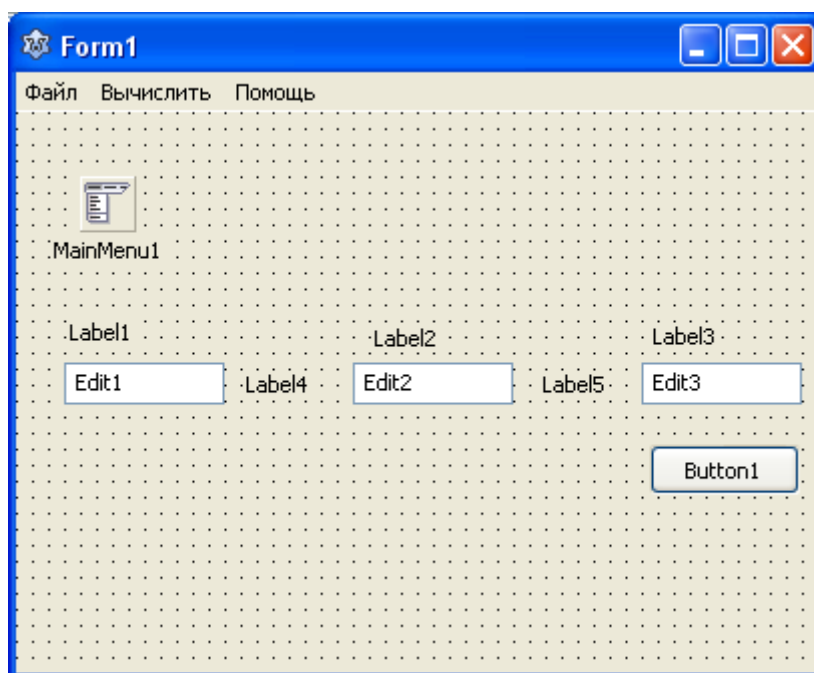 Form1
Файл Вычислить Помощь
MainMenu1
Label1 Label2 Label3
Edit1 Label4 Edit2 Label5 Edit3
Button1